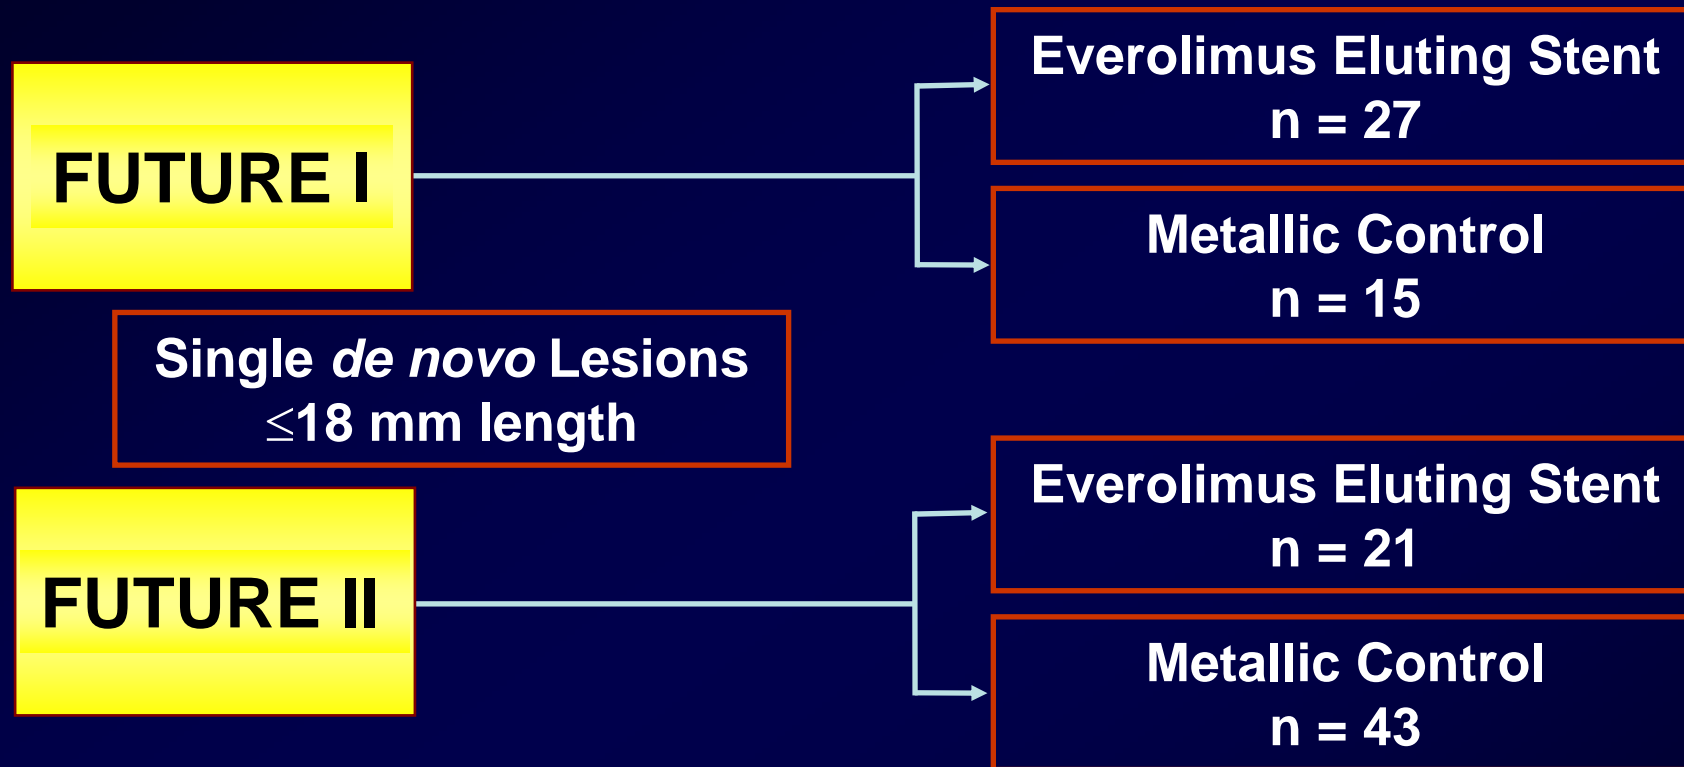 FUTURE I
Everolimus Eluting Stent
n = 27
Metallic Control
n = 15
Single de novo Lesions
≤18 mm length
FUTURE II
Everolimus Eluting Stent
n = 21
Metallic Control
n = 43